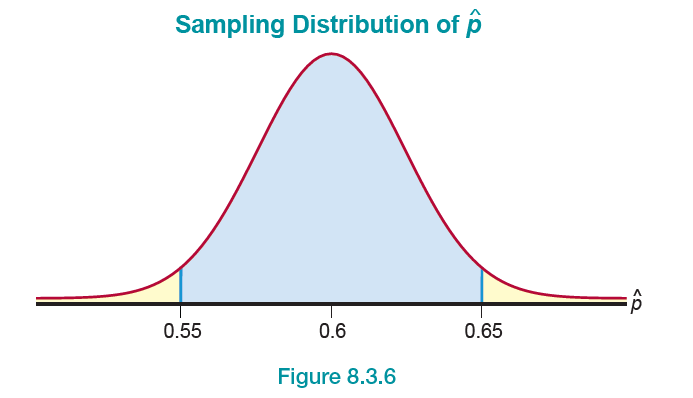 Sampling Distribution of p̂
p̂
0.55 0.6 0.65
Figure 8.3.6